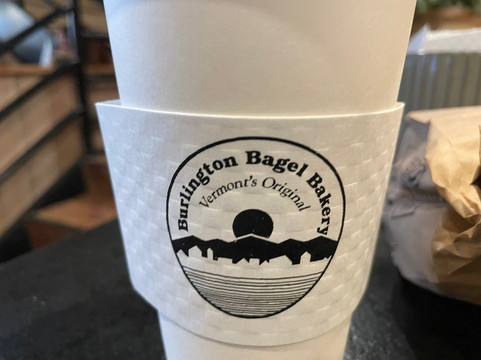 Burlington Bagel Bakery
Vermont's Original